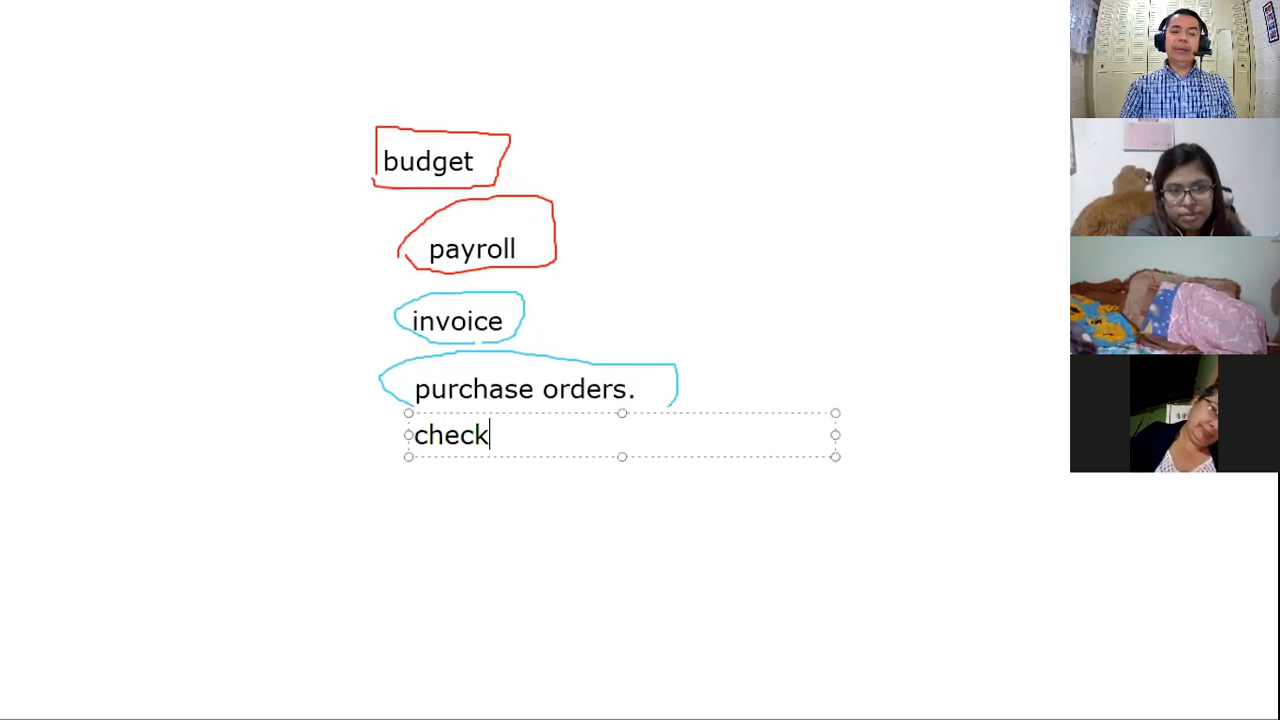 budget
payroll
invoice
purchase orders.
check